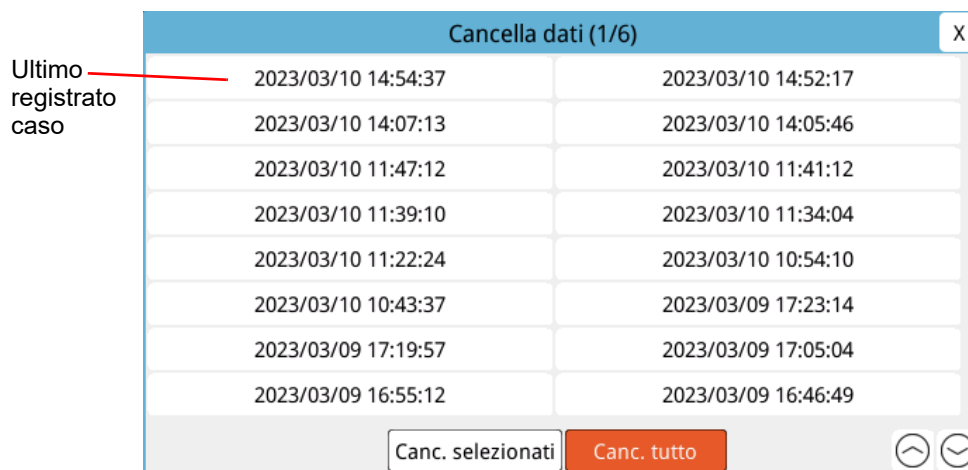 Cancella dati (1/6)
X
Ultimo
registrato
caso
2023/03/10 14:54:37 2023/03/10 14:52:17
2023/03/10 14:07:13 2023/03/10 14:05:46
2023/03/10 11:47:12 2023/03/10 11:41:12
2023/03/10 11:39:10 2023/03/10 11:34:04
2023/03/10 11:22:24 2023/03/10 10:54:10
2023/03/10 10:43:37 2023/03/09 17:23:14
2023/03/09 17:19:57 2023/03/09 17:05:04
2023/03/09 16:55:12 2023/03/09 16:46:49
Canc. selezionati Canc. tutto